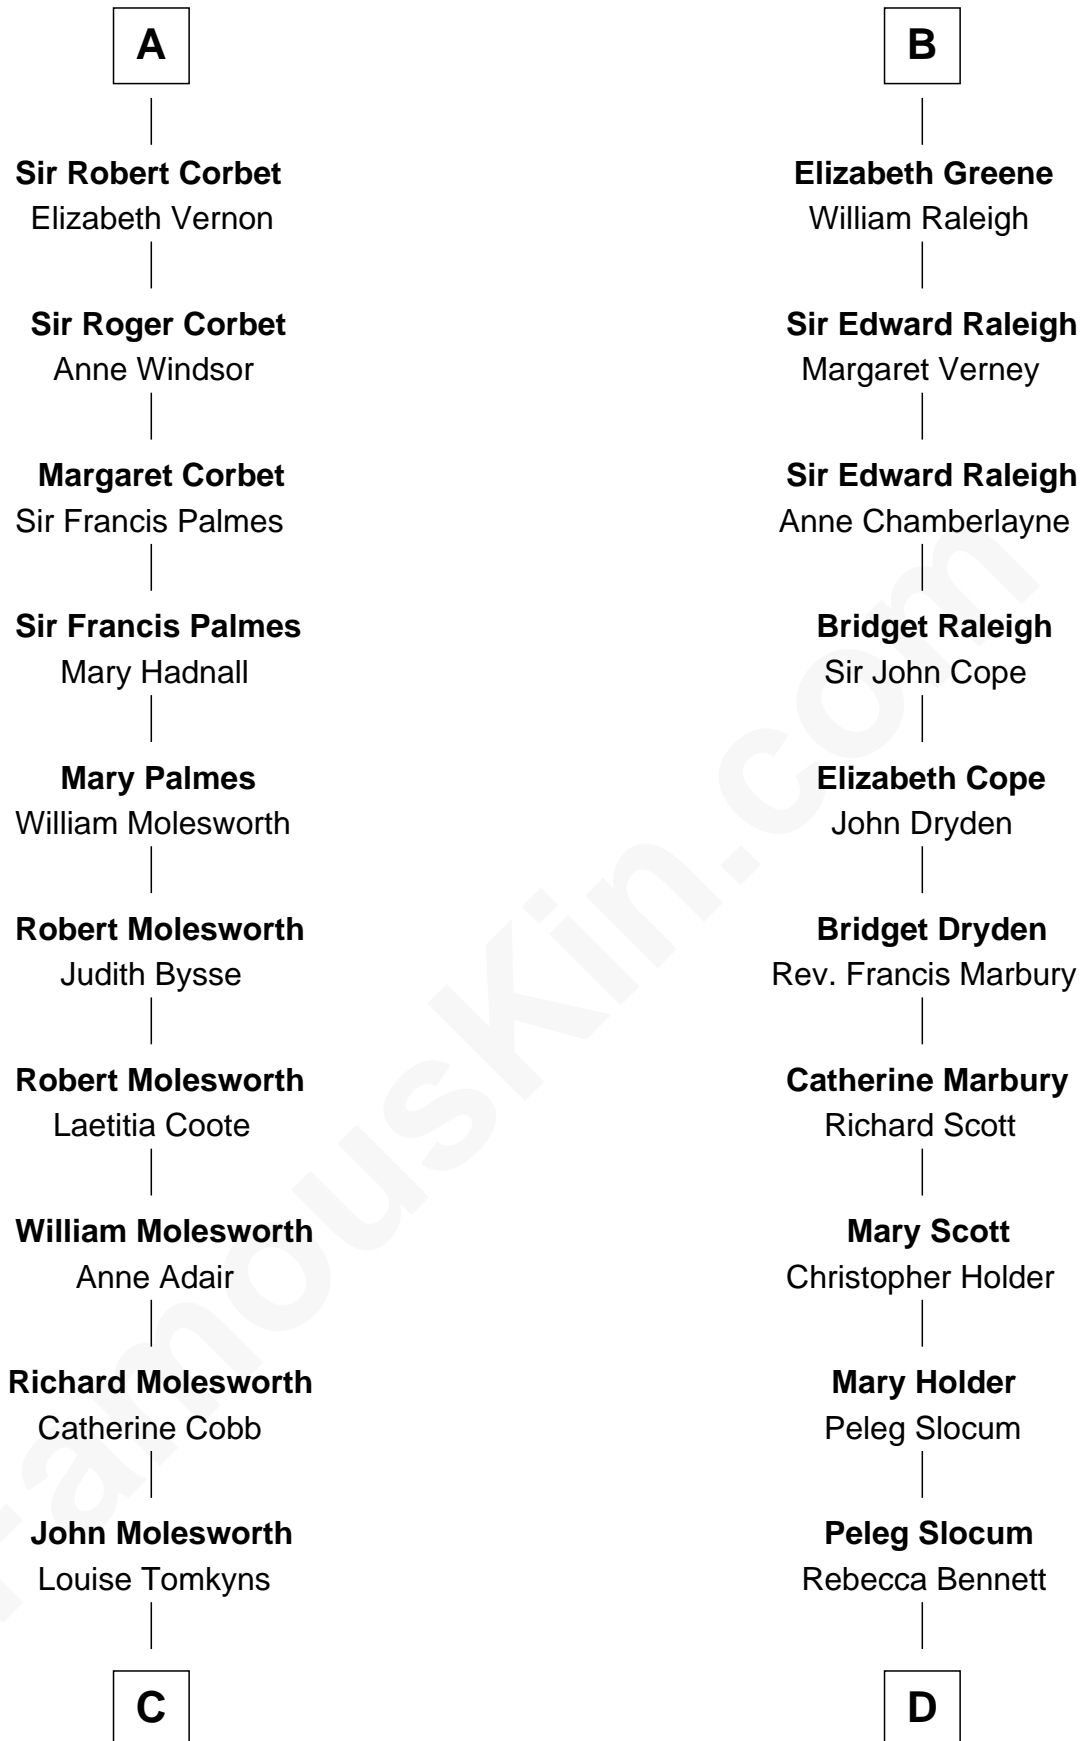 A
Sir Robert Corbet
Elizabeth Vernon
Sir Roger Corbet
Anne Windsor
Margaret Corbet
Sir Francis Palmes
Sir Francis Palmes
Mary Hadnall
Mary Palmes
William Molesworth
Robert Molesworth
Judith Bysse
Robert Molesworth
Laetitia Coote
William Molesworth
Anne Adair
Richard Molesworth
Catherine Cobb
John Molesworth
Louise Tomkyns
C
B
Elizabeth Greene
William Raleigh
Sir Edward Raleigh
Margaret Verney
Sir Edward Raleigh
Anne Chamberlayne
Bridget Raleigh
Sir John Cope
Elizabeth Cope
John Dryden
Bridget Dryden
Rev. Francis Marbury
Catherine Marbury
Richard Scott
Mary Scott
Christopher Holder
Mary Holder
Peleg Slocum
Peleg Slocum
Rebecca Bennett
D
FamousKin.com